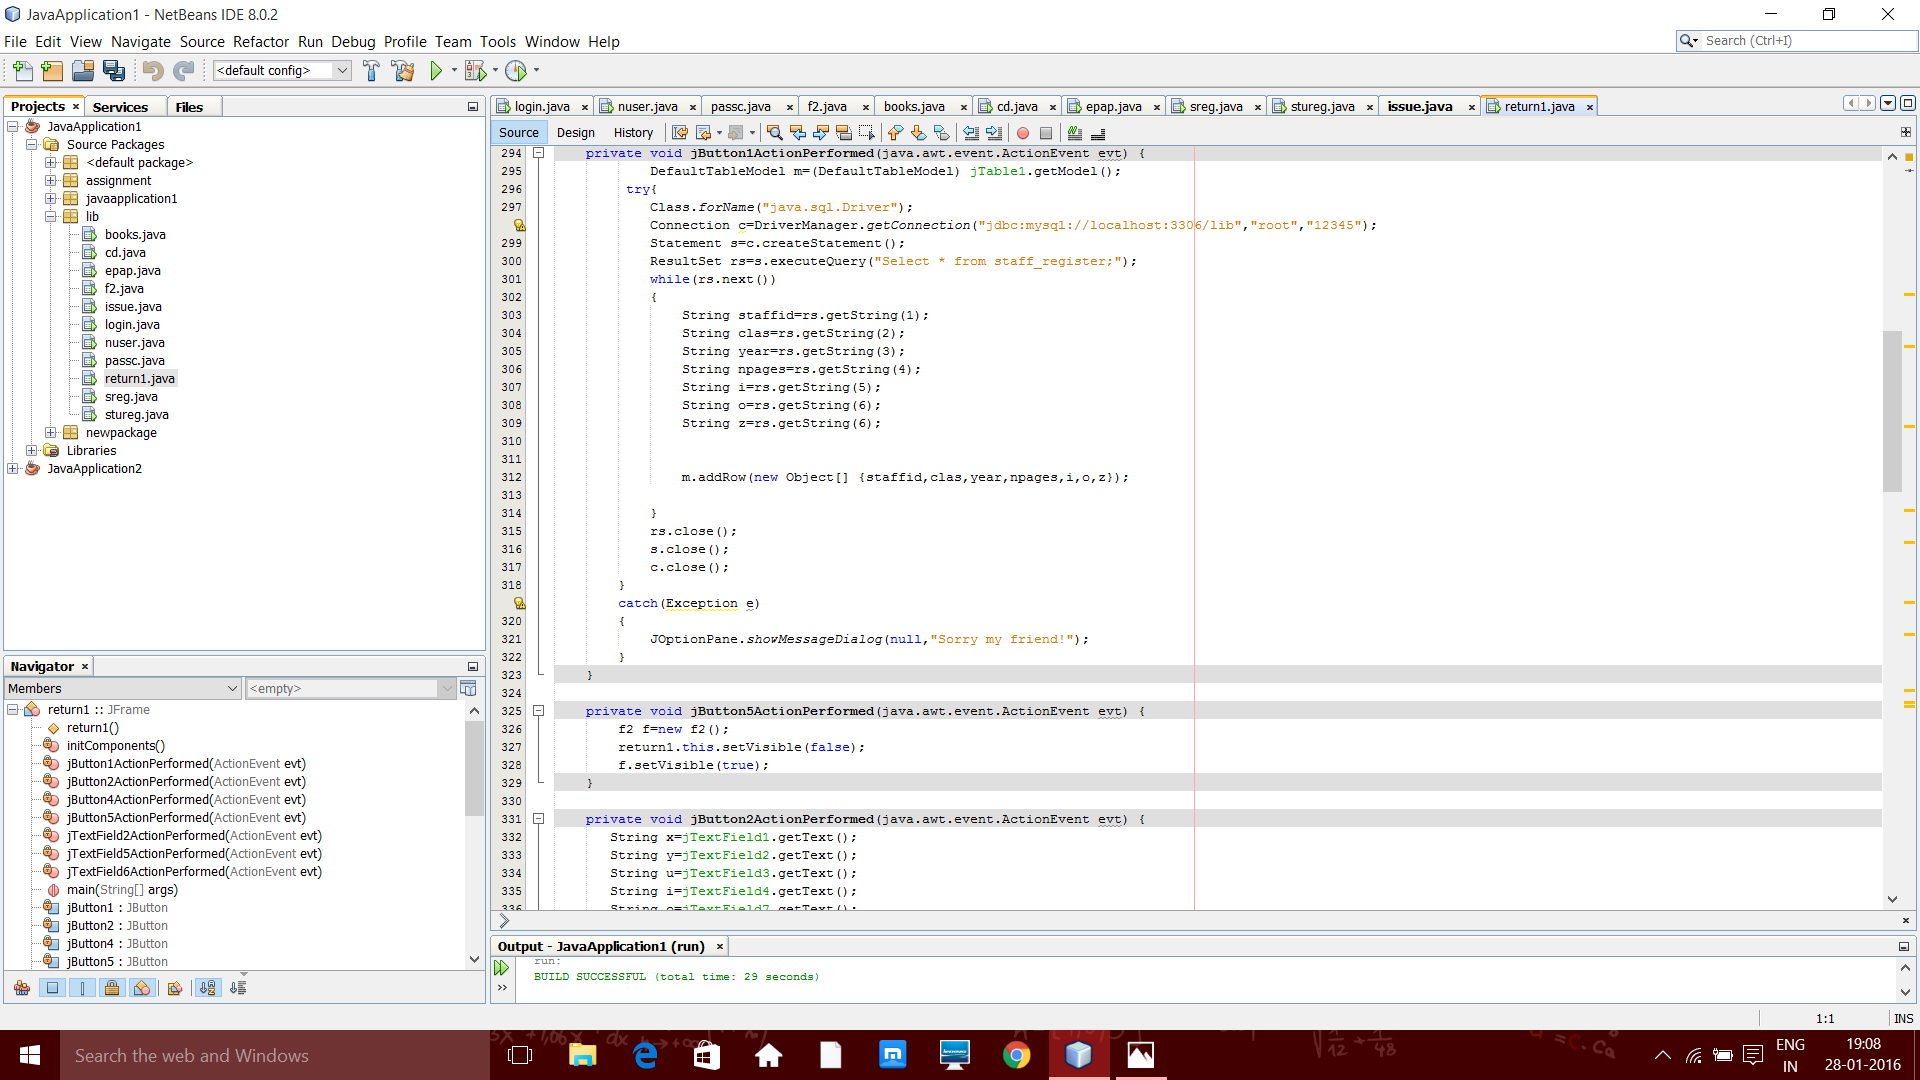 JavaApplication1 - NetBeans IDE 8.0.2
File Edit View Navigate Source Refactor Run Debug Profile Team Tools Window Help
Search (Ctrl+I)
<default config>
Projects Services Files
JavaApplication1
Source Packages
<default package>
assignment
javaapplication1
lib
books.java
cd.java
epap.java
f2.java
issue.java
login.java
nuser.java
passc.java
return1.java
sreg.java
stureg.java
newpackage
Libraries
JavaApplication2
Navigator
Members <empty>
return1 :: JFrame
return1()
initComponents()
jButton1ActionPerformed(ActionEvent evt)
jButton2ActionPerformed(ActionEvent evt)
jButton4ActionPerformed(ActionEvent evt)
jButton5ActionPerformed(ActionEvent evt)
jTextField2ActionPerformed(ActionEvent evt)
jTextField5ActionPerformed(ActionEvent evt)
jTextField6ActionPerformed(ActionEvent evt)
main(String[] args)
jButton1 : JButton
jButton2 : JButton
jButton4 : JButton
jButton5 : JButton
login.java nuser.java passc.java f2.java books.java cd.java epap.java sreg.java stureg.java issue.java return1.java
Source Design History
294 private void jButton1ActionPerformed(java.awt.event.ActionEvent evt) {
295 DefaultTableModel m=(DefaultTableModel) jTable1.getModel();
296 try{
297 Class.forName("java.sql.Driver");
Connection c=DriverManager.getConnection("jdbc:mysql://localhost:3306/lib","root","12345");
299 Statement s=c.createStatement();
300 ResultSet rs=s.executeQuery("Select * from staff_register;");
301 while(rs.next())
302 {
303 String staffid=rs.getString(1);
304 String clas=rs.getString(2);
305 String year=rs.getString(3);
306 String npages=rs.getString(4);
307 String i=rs.getString(5);
308 String o=rs.getString(6);
309 String z=rs.getString(6);
310
311
312 m.addRow(new Object[] {staffid,clas,year,npages,i,o,z});
313
314 }
315 rs.close();
316 s.close();
317 c.close();
318 }
catch(Exception e)
320 {
321 JOptionPane.showMessageDialog(null,"Sorry my friend!");
322 }
323 }
324
325 private void jButton5ActionPerformed(java.awt.event.ActionEvent evt) {
326 f2 f=new f2();
327 return1.this.setVisible(false);
328 f.setVisible(true);
329 }
330
331 private void jButton2ActionPerformed(java.awt.event.ActionEvent evt) {
332 String x=jTextField1.getText();
333 String y=jTextField2.getText();
334 String u=jTextField3.getText();
335 String i=jTextField4.getText();
336 String o=jTextField7.getText();
Output - JavaApplication1 (run)
run:
BUILD SUCCESSFUL (total time: 29 seconds)
1:1 INS
Search the web and Windows
ENG
IN
19:08
28-01-2016